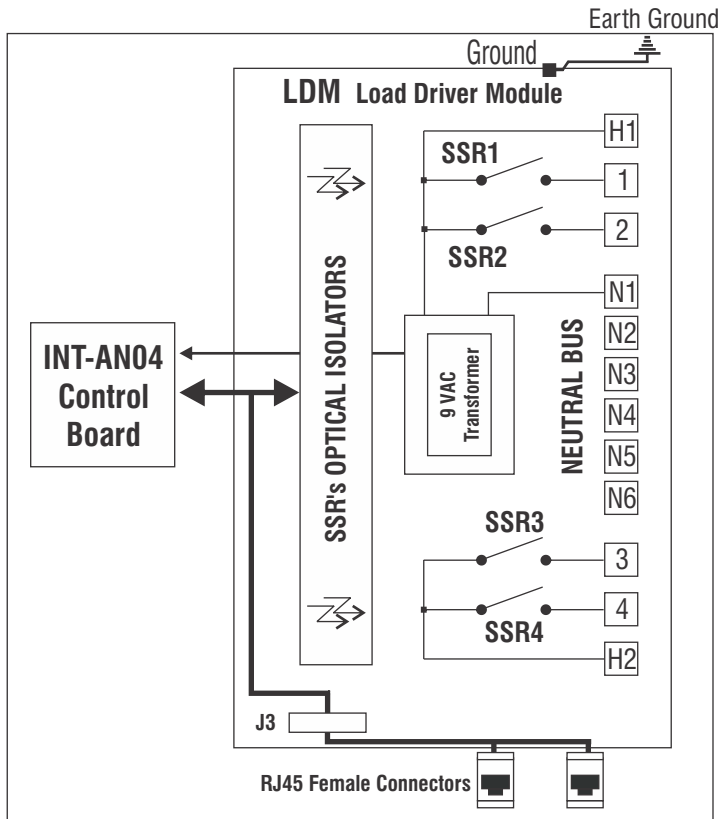 Earth Ground
Ground
LDM Load Driver Module
H1
SSR1
1
2
SSR2
N1
N2
N3
N4
N5
N6
NEUTRAL BUS
9 VAC
Transformer
SSR's OPTICAL ISOLATORS
INT-AN04
Control
Board
SSR3
3
4
SSR4
H2
J3
RJ45 Female Connectors